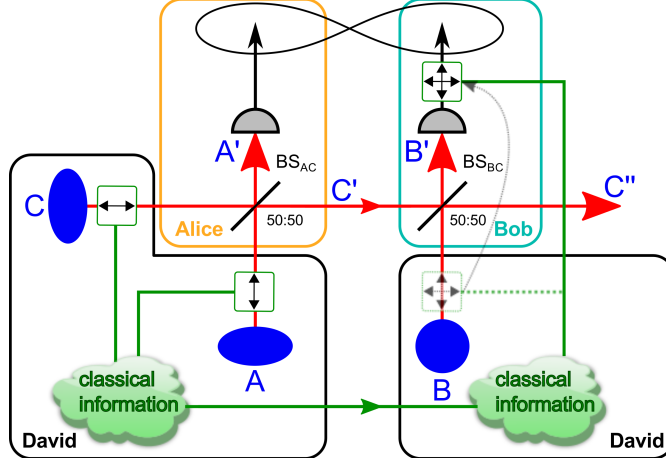 A'
BS_AC
B'
BS_BC
C
C'
C"
50:50
50:50
Alice
Bob
A
B
classical
information
classical
information
David
David